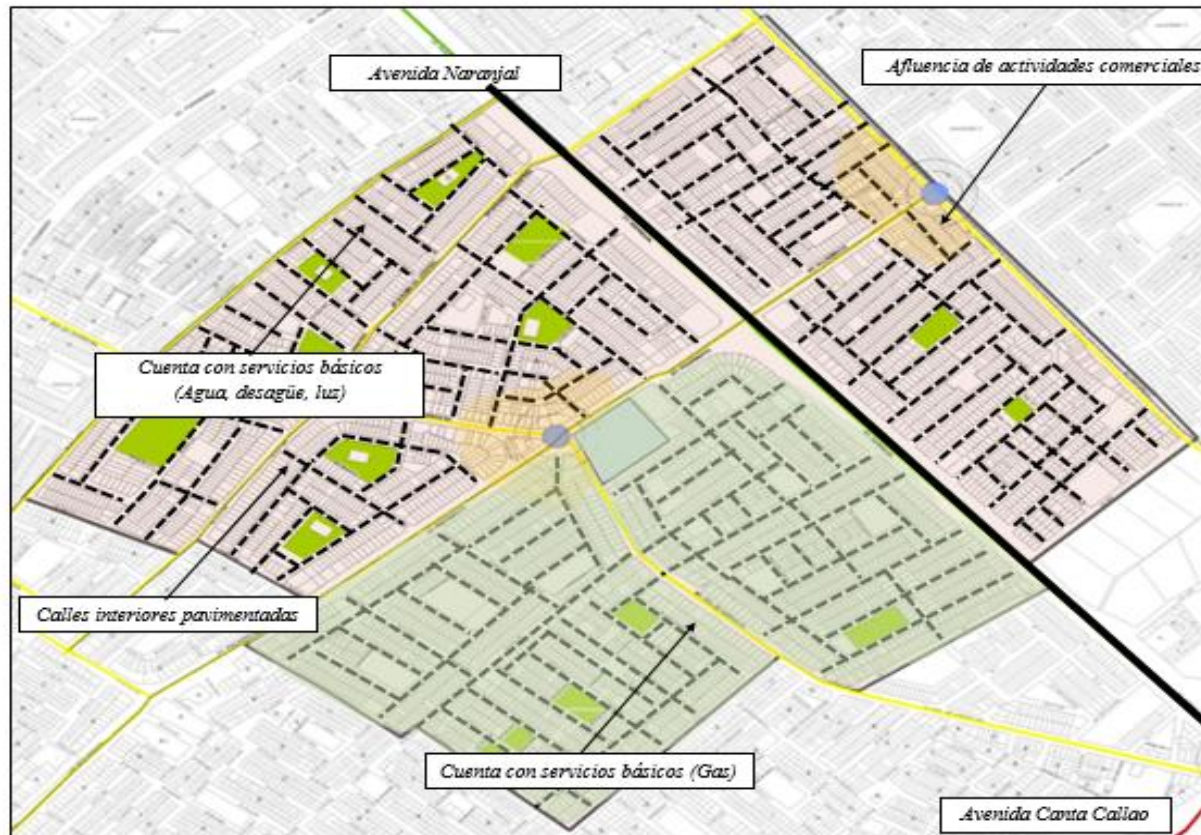 Avenida Naranjal
Afluencia de actividades comerciales
Cuenta con servicios básicos
(Agua, desagüe, luz)
Calles interiores pavimentadas
Cuenta con servicios básicos (Gas)
Avenida Canta Callao